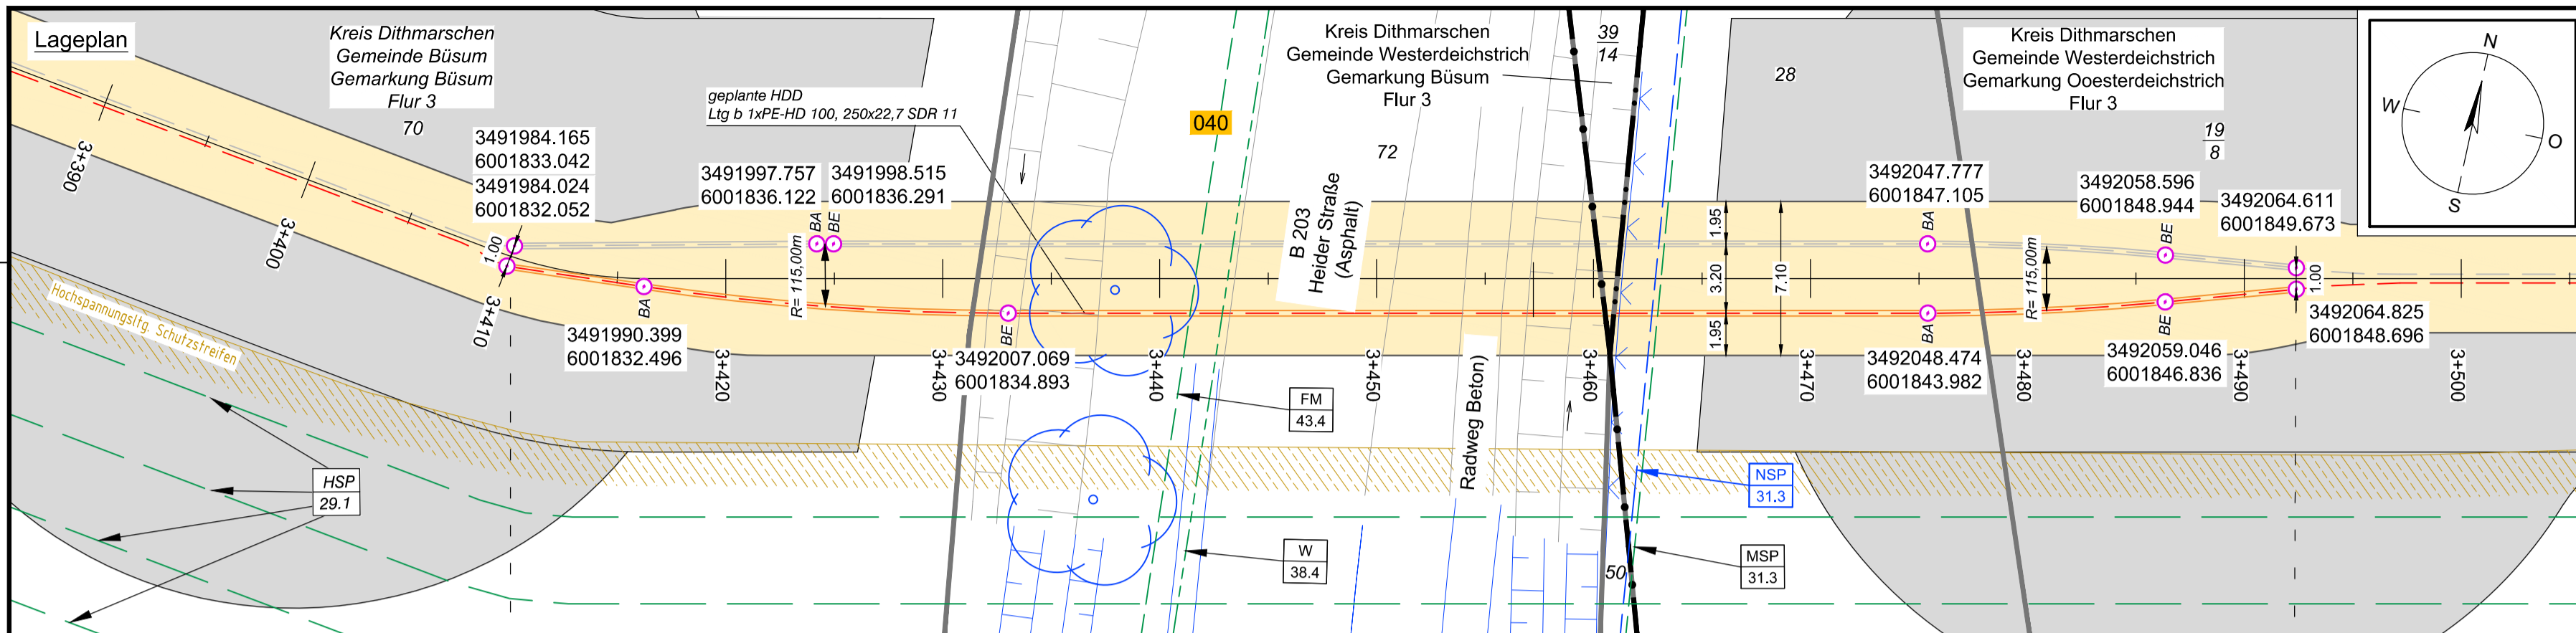 Lageplan
Kreis Dithmarschen
Gemeinde Büsum
Gemarkung Büsum
Flur 3
70
geplante HDD
Ltg b 1xPE-HD 100, 250x22,7 SDR 11
040
Kreis Dithmarschen
Gemeinde Westerdeichstrich
Gemarkung Büsum
Flur 3
72
39
14
28
Kreis Dithmarschen
Gemeinde Westerdeichstrich
Gemarkung Ooesterdeichstrich
Flur 3
19
8
N
W
O
S
3491984.165
6001833.042
3491984.024
6001832.052
3491997.757
6001836.122
3491998.515
6001836.291
3492047.777
6001847.105
3492058.596
6001848.944
3492064.611
6001849.673
BA
BE
BA
BE
1.00
R= 115,00m
B 203
Heider Straße
(Asphalt)
1.95
3.20
7.10
1.95
R= 115,00m
1.00
BA
BE
BA
BE
3491990.399
6001832.496
3492007.069
6001834.893
3492048.474
6001843.982
3492059.046
6001846.836
3492064.825
6001848.696
3+390
3+400
3+410
3+420
3+430
3+440
3+450
3+460
3+470
3+480
3+490
3+500
Hochspannungsltg. Schutzstreifen
Radweg Beton)
HSP
29.1
FM
43.4
W
38.4
NSP
31.3
MSP
31.3
50